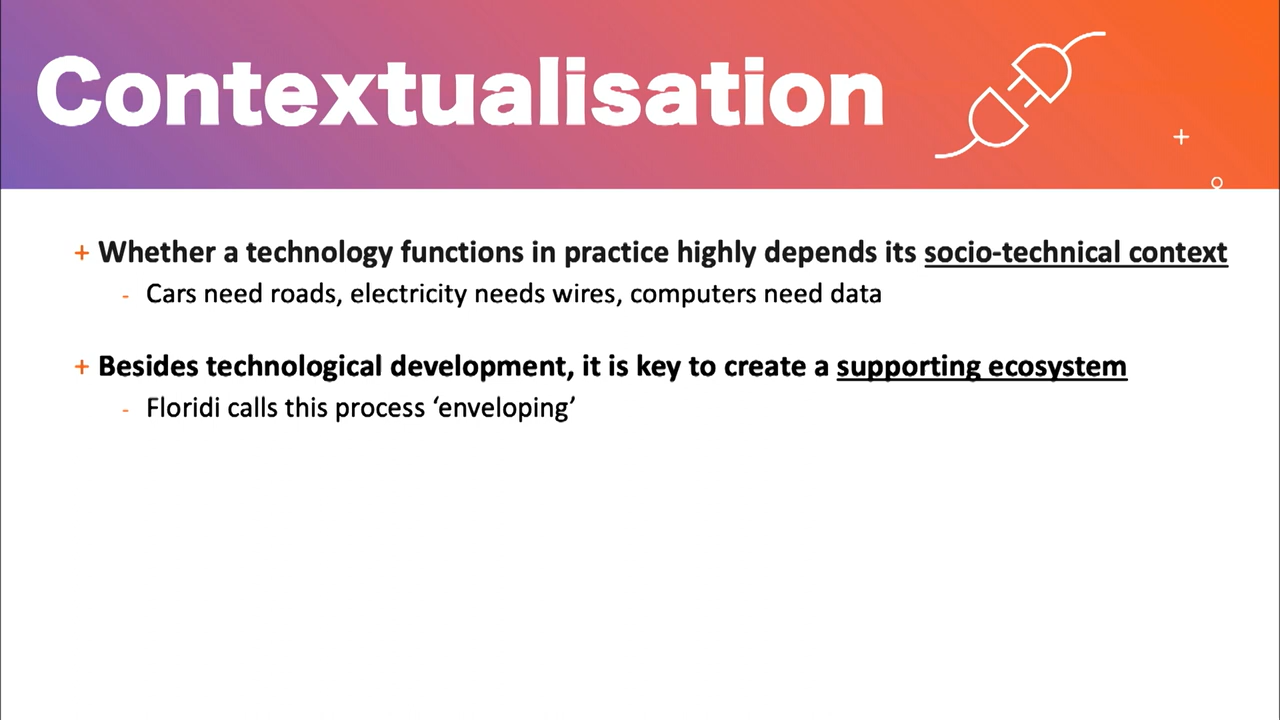 Contextualisation
+ Whether a technology functions in practice highly depends its socio-technical context
- Cars need roads, electricity needs wires, computers need data
+ Besides technological development, it is key to create a supporting ecosystem
- Floridi calls this process ‘enveloping’